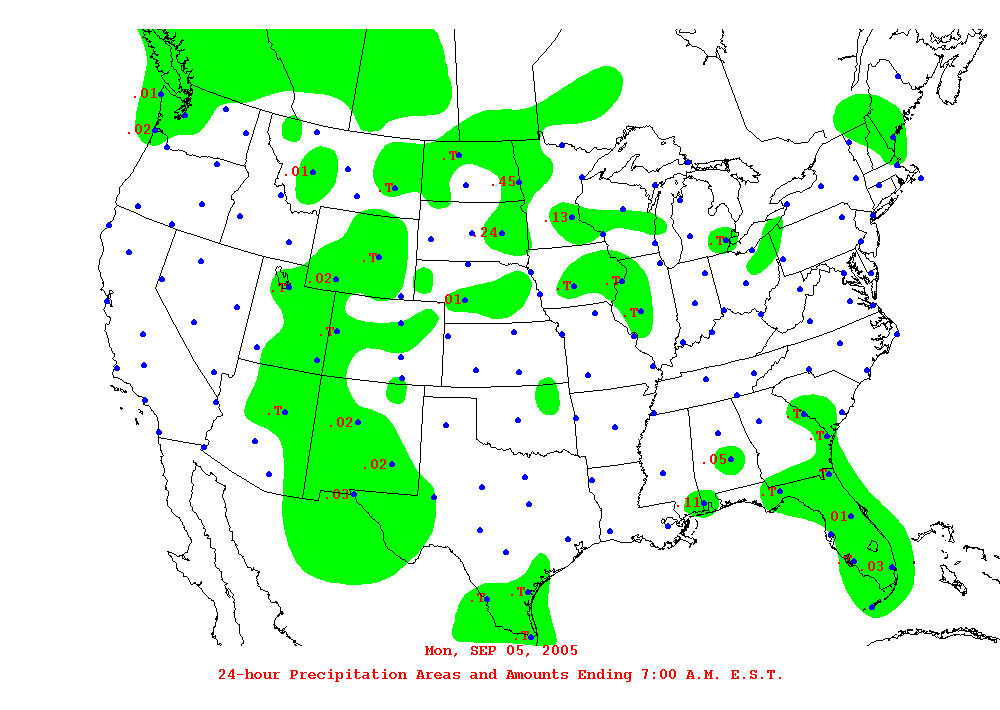 .01
.02
.T
.01
.T
.45
.13
.24
.T
.T
.02
.T
.01
.T
.T
.T
.T
.T
.T
.02
.T
.05
.02
.T
.T
.03
.11
.01
.T
.03
.T
.T
.T
Mon, SEP 05, 2005
24-hour Precipitation Areas and Amounts Ending 7:00 A.M. E.S.T.